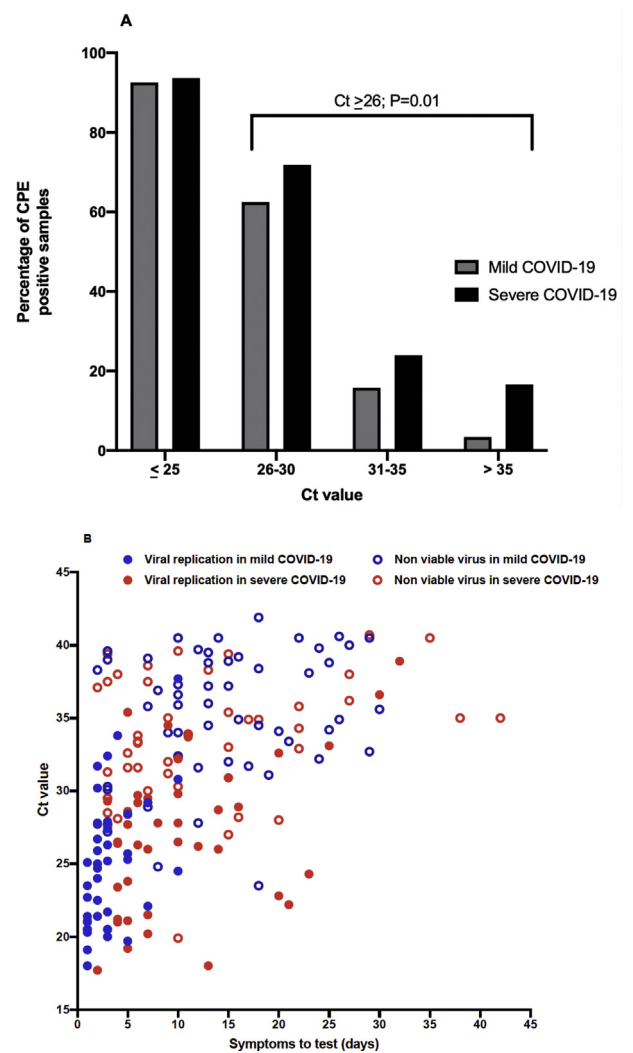 A
Percentage of CPE
positive samples
100
80
60
40
20
0
Ct ≥26; P=0.01
Mild COVID-19
Severe COVID-19
≤ 25
26-30
31-35
> 35
Ct value
B
Viral replication in mild COVID-19
Non viable virus in mild COVID-19
Viral replication in severe COVID-19
Non viable virus in severe COVID-19
Ct value
45
40
35
30
25
20
15
0
5
10
15
20
25
30
35
40
45
Symptoms to test (days)